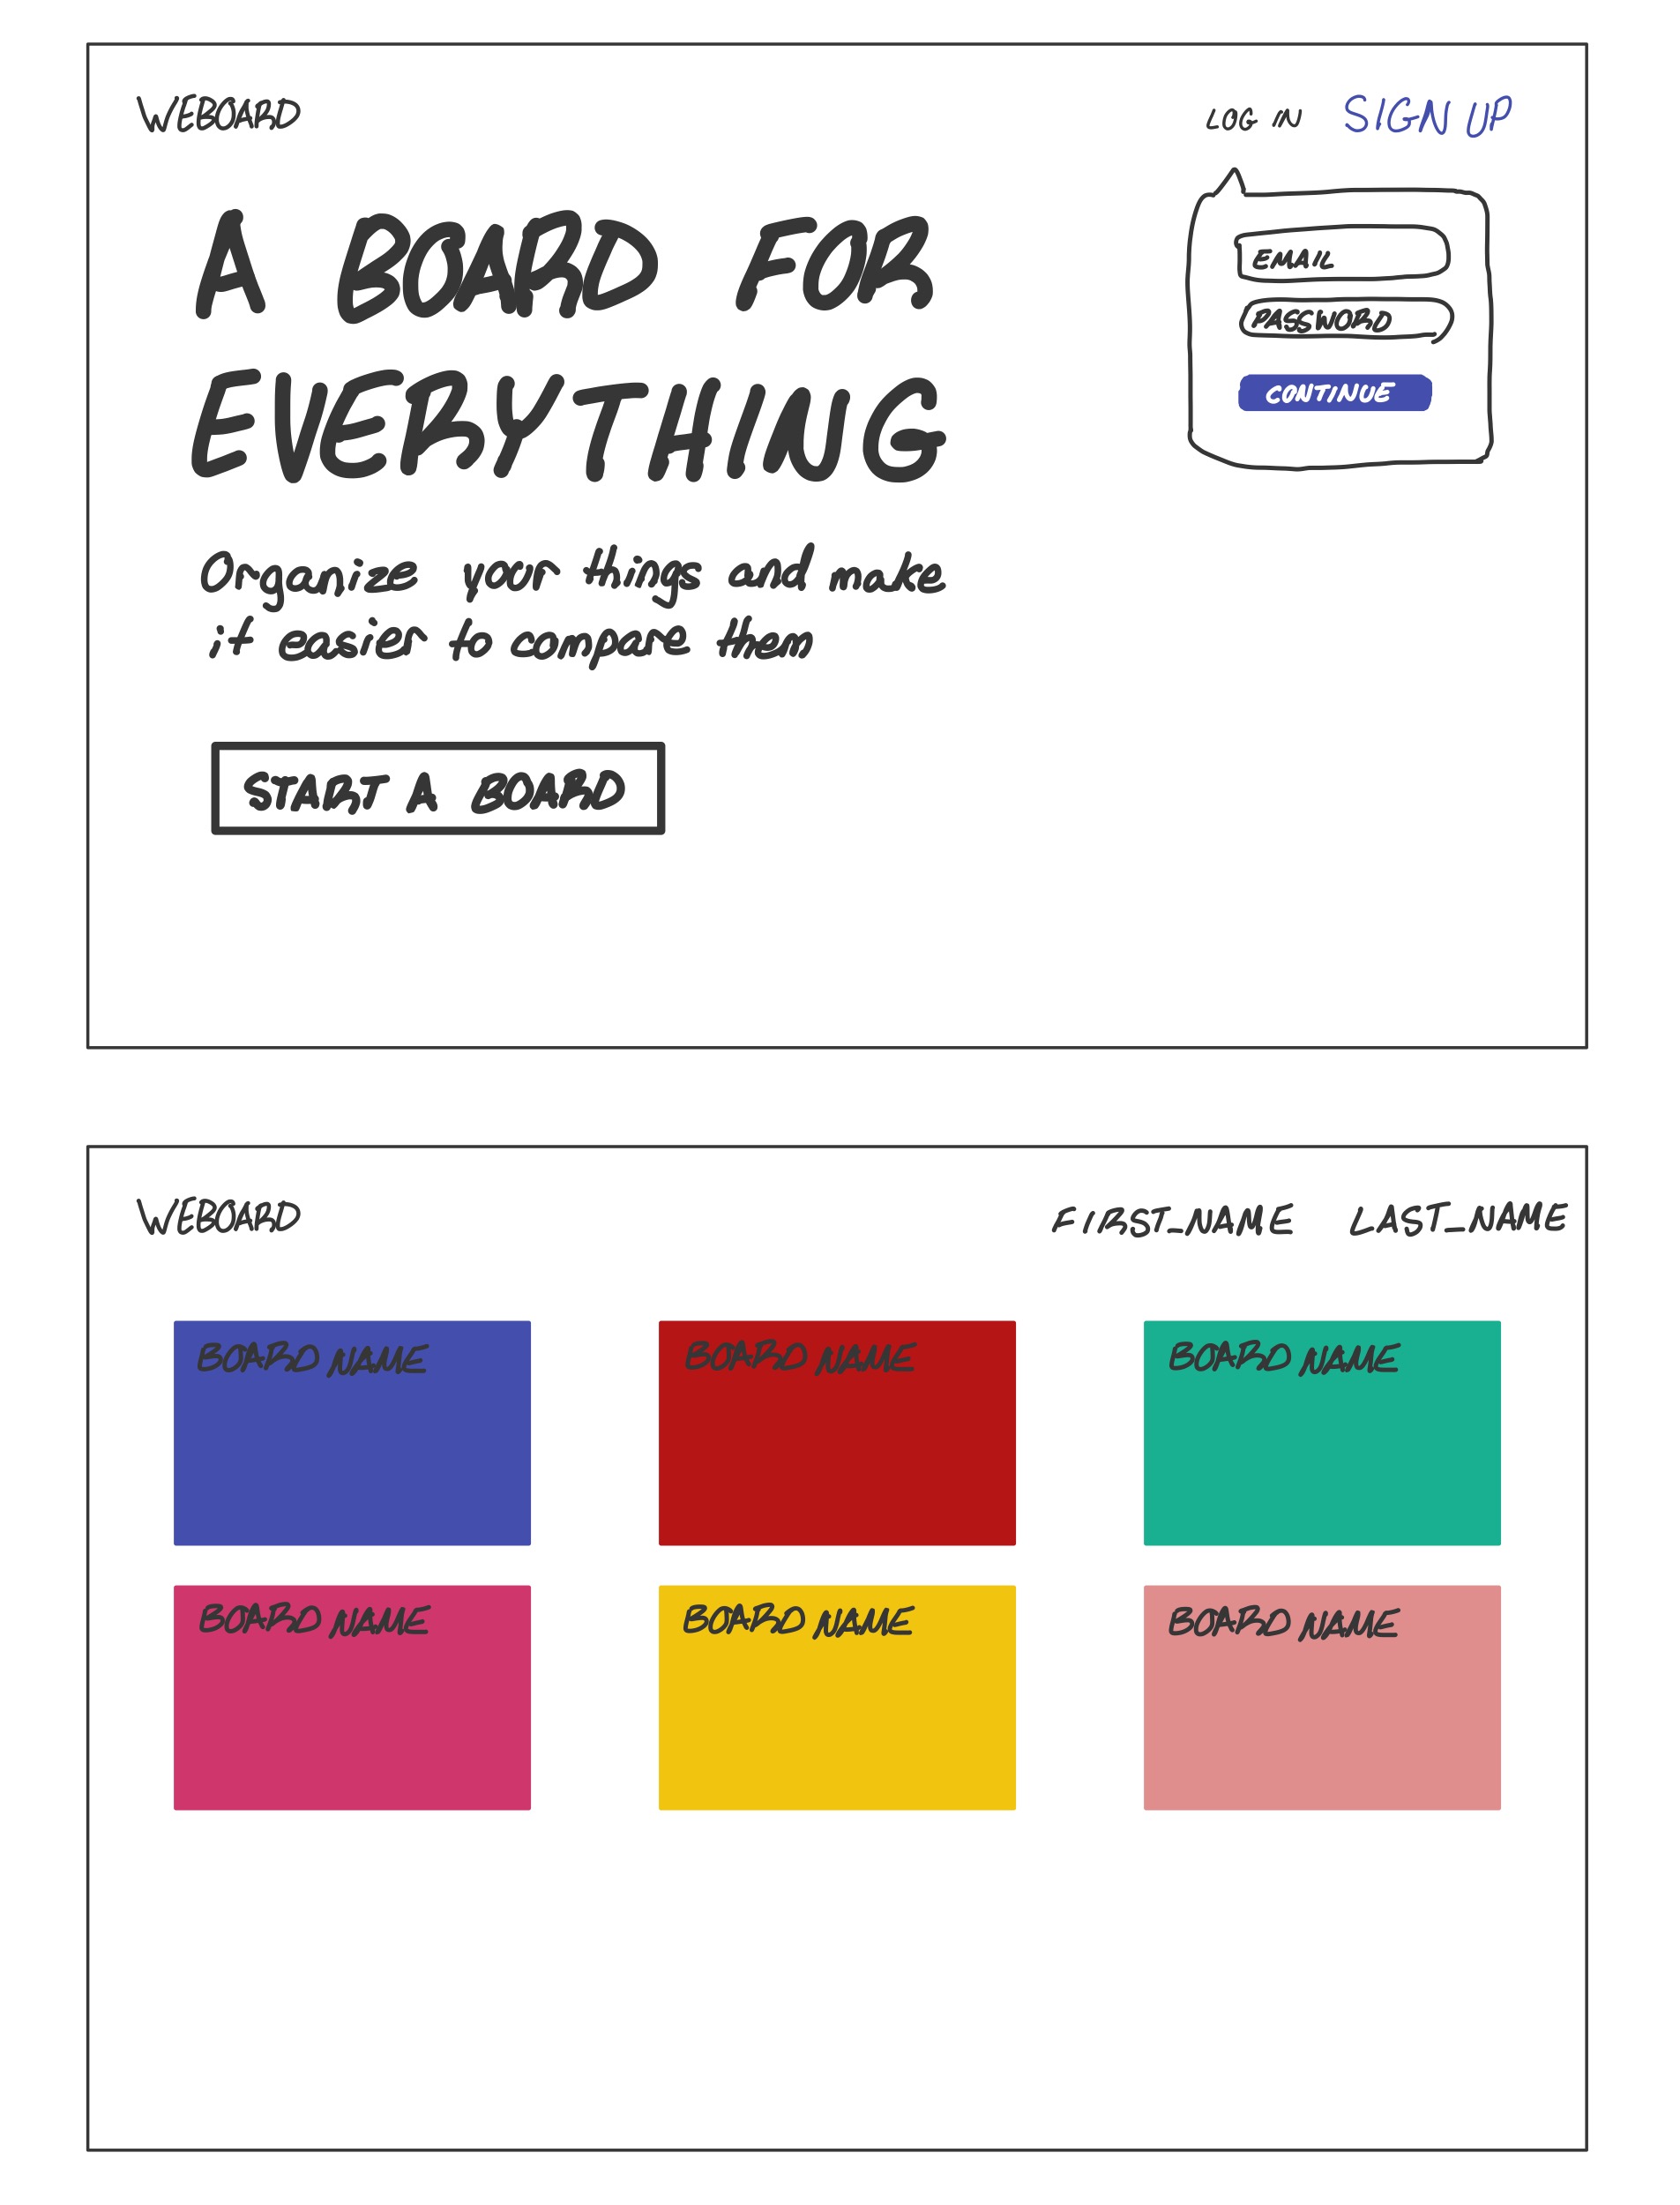 WEBOARD
LOG IN SIGN UP
A BOARD FOR
EVERYTHING
EMAIL
PASSWORD
CONTINUE
Organize your things and make
it easier to compare them
START A BOARD
WEBOARD
FIRST_NAME LAST_NAME
BOARD NAME
BOARD NAME
BOARD NAME
BOARD NAME
BOARD NAME
BOARD NAME